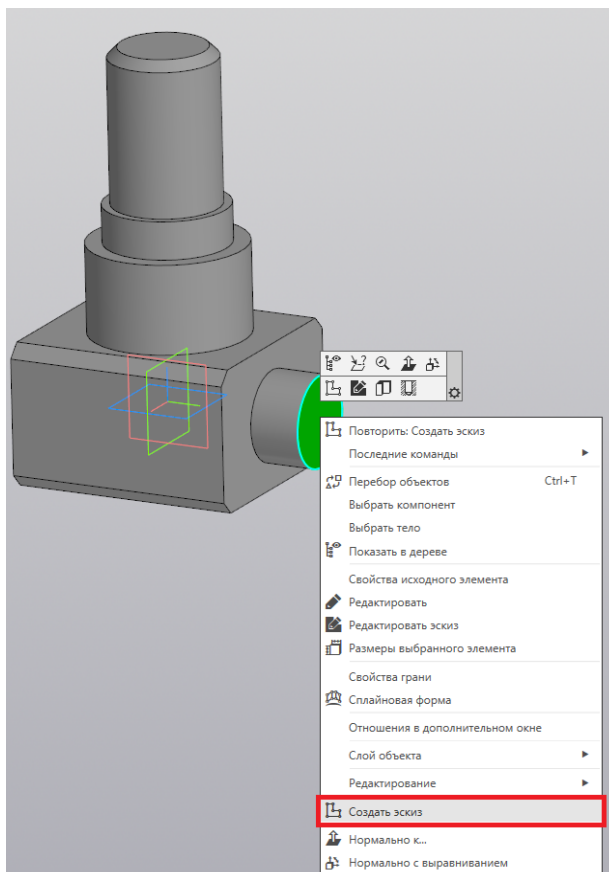 Повторить: Создать эскиз
Последние команды
Перебор объектов Ctrl+T
Выбрать компонент
Выбрать тело
Показать в дереве
Свойства исходного элемента
Редактировать
Редактировать эскиз
Размеры выбранного элемента
Свойства грани
Сплайновая форма
Отношения в дополнительном окне
Слой объекта
Редактирование
Создать эскиз
Нормально к...
Нормально с выравниванием